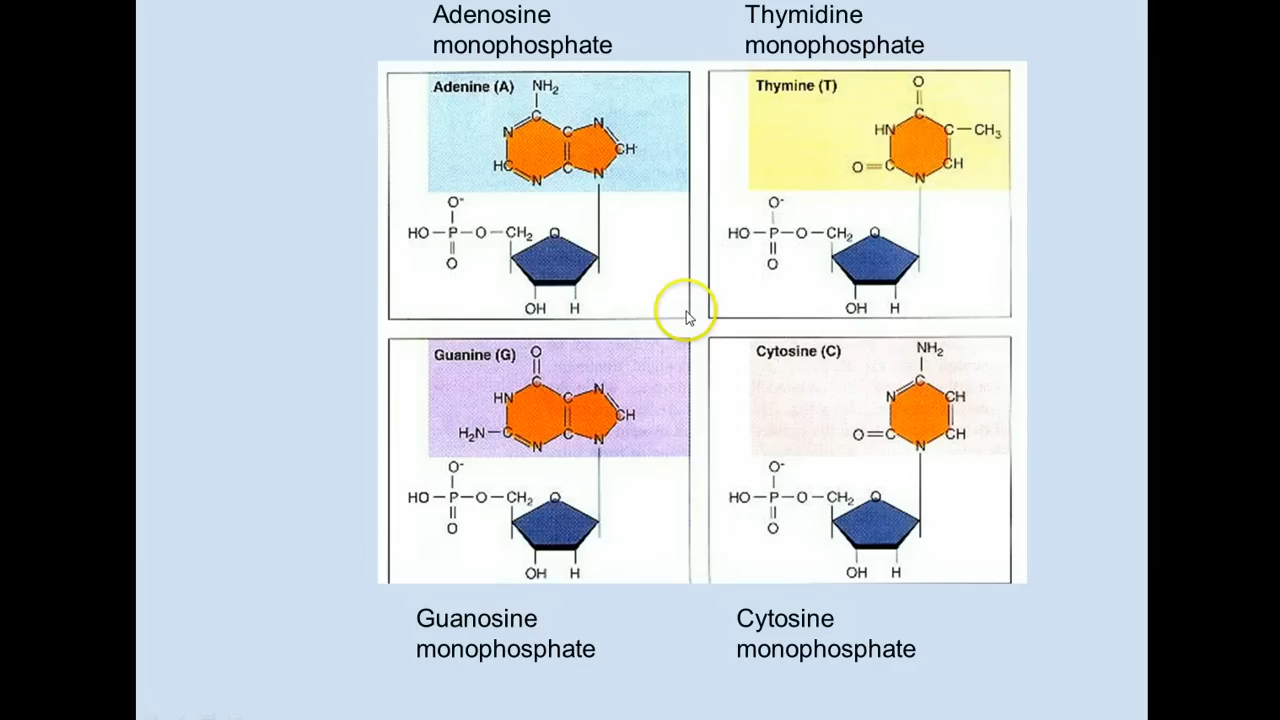 Adenosine
monophosphate
Thymidine
monophosphate
Adenine (A)
NH₂
N
C
C
N
CH
HC
N
C
N
O⁻
HO—P—O—CH₂
O
O
OH
H
Thymine (T)
O
C
HN
C—CH₃
O=C
CH
N
O⁻
HO—P—O—CH₂
O
O
OH
H
Guanine (G)
O
C
HN
C
N
CH
H₂N—C
N
C
N
O⁻
HO—P—O—CH₂
O
O
OH
H
Cytosine (C)
NH₂
C
N
CH
O=C
CH
N
O⁻
HO—P—O—CH₂
O
O
OH
H
Guanosine
monophosphate
Cytosine
monophosphate